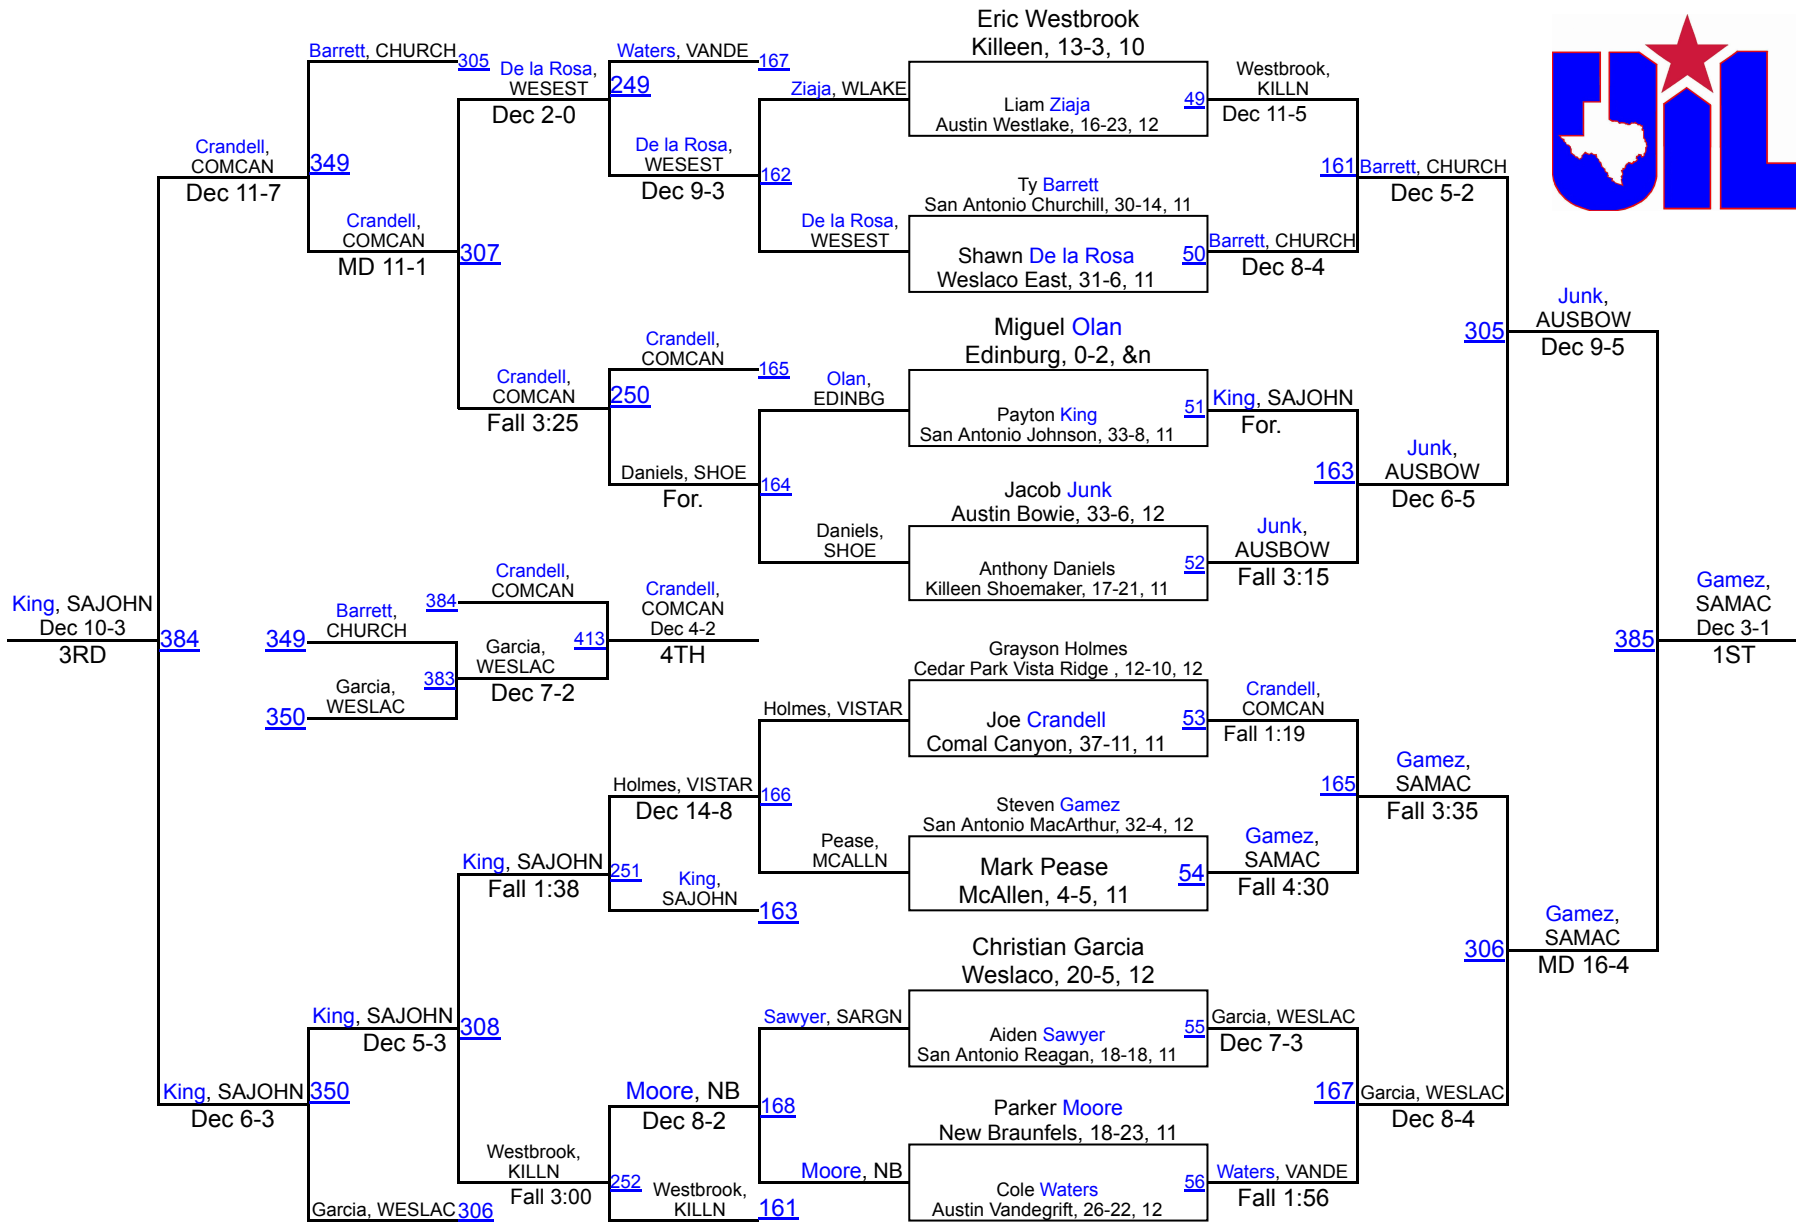 Eric Westbrook
Killeen, 13-3, 10
Liam Ziaja
Austin Westlake, 16-23, 12
49
Ty Barrett
San Antonio Churchill, 30-14, 11
Shawn De la Rosa
Weslaco East, 31-6, 11
50
Miguel Olan
Edinburg, 0-2, &n
Payton King
San Antonio Johnson, 33-8, 11
51
Jacob Junk
Austin Bowie, 33-6, 12
Anthony Daniels
Killeen Shoemaker, 17-21, 11
52
Grayson Holmes
Cedar Park Vista Ridge , 12-10, 12
Joe Crandell
Comal Canyon, 37-11, 11
53
Steven Gamez
San Antonio MacArthur, 32-4, 12
Mark Pease
McAllen, 4-5, 11
54
Christian Garcia
Weslaco, 20-5, 12
Aiden Sawyer
San Antonio Reagan, 18-18, 11
55
Parker Moore
New Braunfels, 18-23, 11
Cole Waters
Austin Vandegrift, 26-22, 12
56
Westbrook,
KILLN
Dec 11-5
Barrett, CHURCH
Dec 8-4
King, SAJOHN
For.
Junk,
AUSBOW
Fall 3:15
Crandell,
COMCAN
Fall 1:19
Gamez,
SAMAC
Fall 4:30
Garcia, WESLAC
Dec 7-3
Waters, VANDE
Fall 1:56
161
Barrett, CHURCH
Dec 5-2
163
Junk,
AUSBOW
Dec 6-5
165
Gamez,
SAMAC
Fall 3:35
167
Garcia, WESLAC
Dec 8-4
305
Junk,
AUSBOW
Dec 9-5
306
Gamez,
SAMAC
MD 16-4
385
Gamez,
SAMAC
Dec 3-1
1ST
UIL
Ziaja, WLAKE
De la Rosa,
WESEST
162
Olan,
EDINBG
Daniels,
SHOE
164
Holmes, VISTAR
Pease,
MCALLN
166
Sawyer, SARGN
Moore, NB
168
Waters, VANDE
167
De la Rosa,
WESEST
Dec 9-3
249
Crandell,
COMCAN
165
Daniels, SHOE
For.
250
Holmes, VISTAR
Dec 14-8
King,
SAJOHN
163
251
Moore, NB
Dec 8-2
Westbrook,
KILLN
161
252
De la Rosa,
WESEST
Dec 2-0
Crandell,
COMCAN
Fall 3:25
307
King, SAJOHN
Fall 1:38
Westbrook,
KILLN
Fall 3:00
308
Barrett, CHURCH
305
Crandell,
COMCAN
MD 11-1
349
King, SAJOHN
Dec 5-3
Garcia, WESLAC
306
350
Crandell,
COMCAN
Dec 11-7
King, SAJOHN
Dec 6-3
384
King, SAJOHN
Dec 10-3
3RD
349
Barrett,
CHURCH
350
Garcia,
WESLAC
383
384
Crandell,
COMCAN
Garcia,
WESLAC
Dec 7-2
413
Crandell,
COMCAN
Dec 4-2
4TH